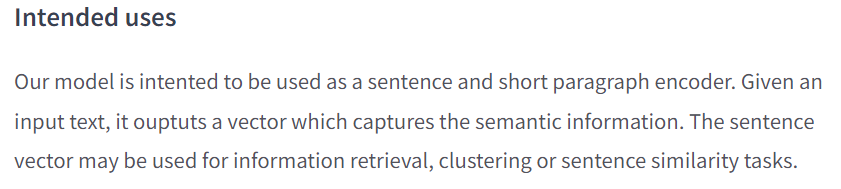 Intended uses
Our model is intented to be used as a sentence and short paragraph encoder. Given an
input text, it ouptuts a vector which captures the semantic information. The sentence
vector may be used for information retrieval, clustering or sentence similarity tasks.